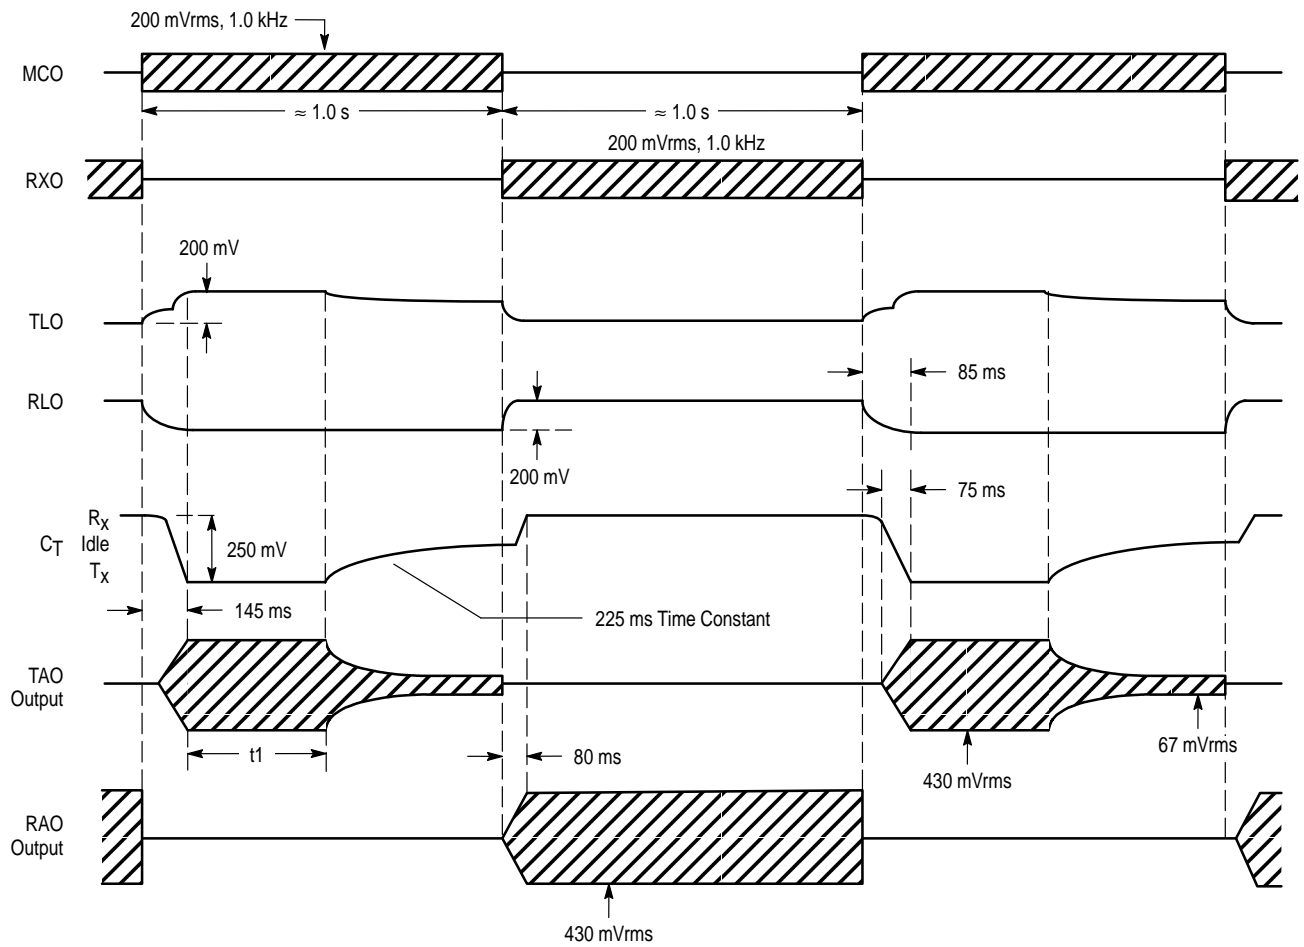 200 mVrms, 1.0 kHz
MCO
≈ 1.0 s
≈ 1.0 s
200 mVrms, 1.0 kHz
RXO
200 mV
TLO
85 ms
RLO
200 mV
75 ms
RX
CT Idle
TX
250 mV
145 ms
225 ms Time Constant
TAO
Output
t1
80 ms
67 mVrms
430 mVrms
RAO
Output
430 mVrms